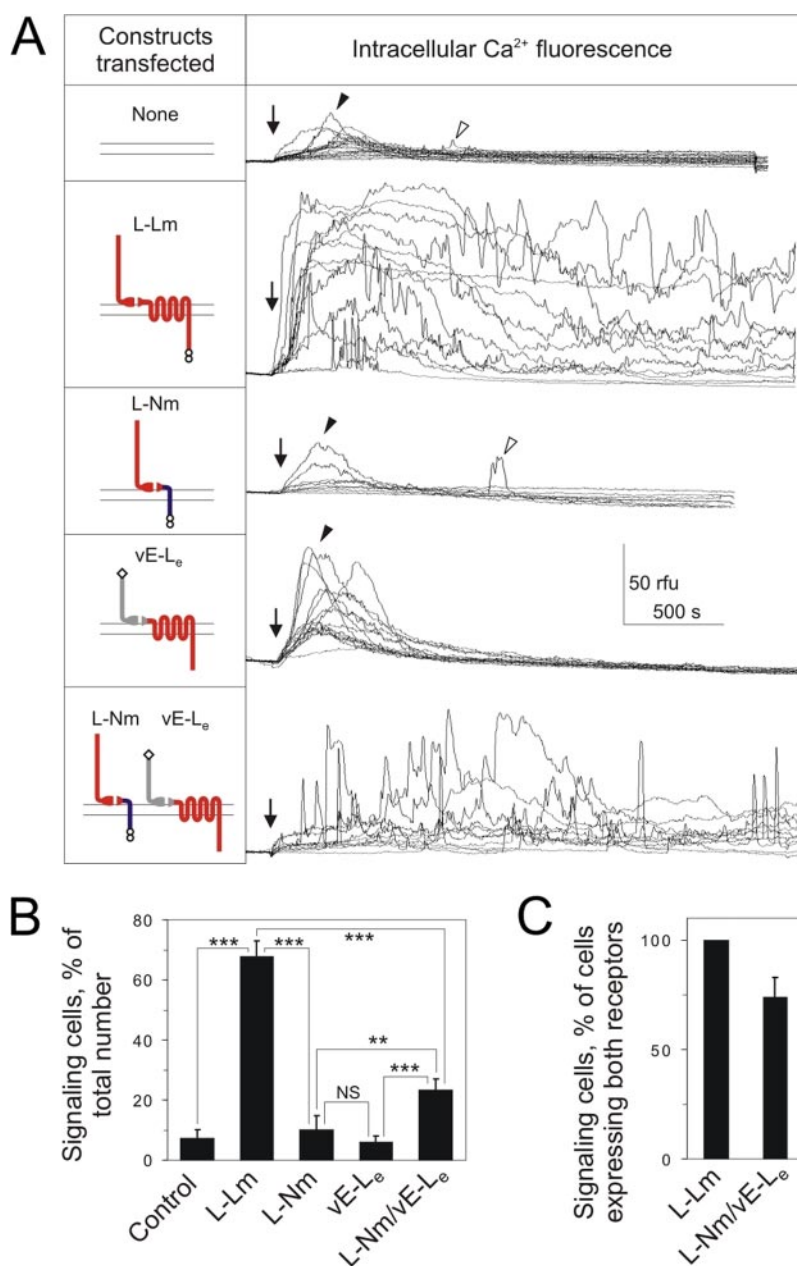 A
Constructs
transfected
Intracellular Ca²⁺ fluorescence
None
L-Lm
L-Nm
vE-Lₑ
50 rfu
500 s
L-Nm vE-Lₑ
B
Signaling cells, % of
total number
80
60
40
20
0
***
***
***
**
NS
***
Control
L-Lm
L-Nm
vE-Lₑ
L-Nm/vE-Lₑ
C
Signaling cells, % of cells
expressing both receptors
100
50
0
L-Lm
L-Nm/vE-Lₑ